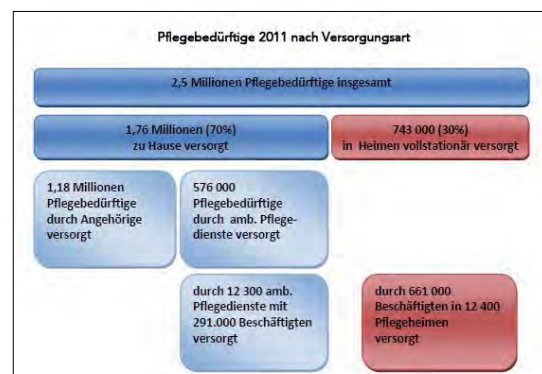 Pflegebedürftige 2011 nach Versorgungsart
2,5 Millionen Pflegebedürftige insgesamt
1,76 Millionen (70%)
zu Hause versorgt
743 000 (30%)
in Heimen vollstationär versorgt
1,18 Millionen
Pflegebedürftige
durch Angehörige
versorgt
576 000
Pflegebedürftige
durch amb. Pflege-
dienste versorgt
durch 12 300 amb.
Pflegedienste mit
291.000 Beschäftigten
versorgt
durch 661 000
Beschäftigten in 12 400
Pflegeheimen
versorgt